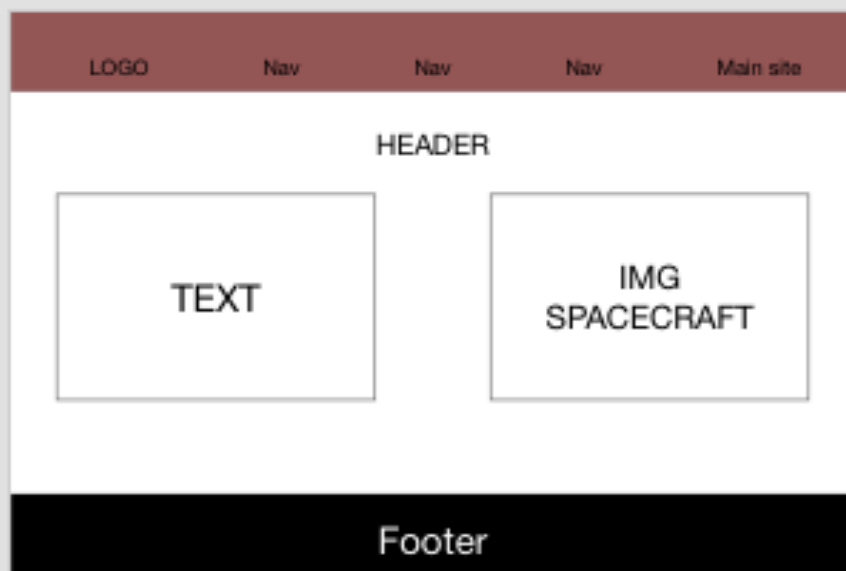 LOGO Nav Nav Nav Main site
HEADER
TEXT
IMG
SPACECRAFT
Footer